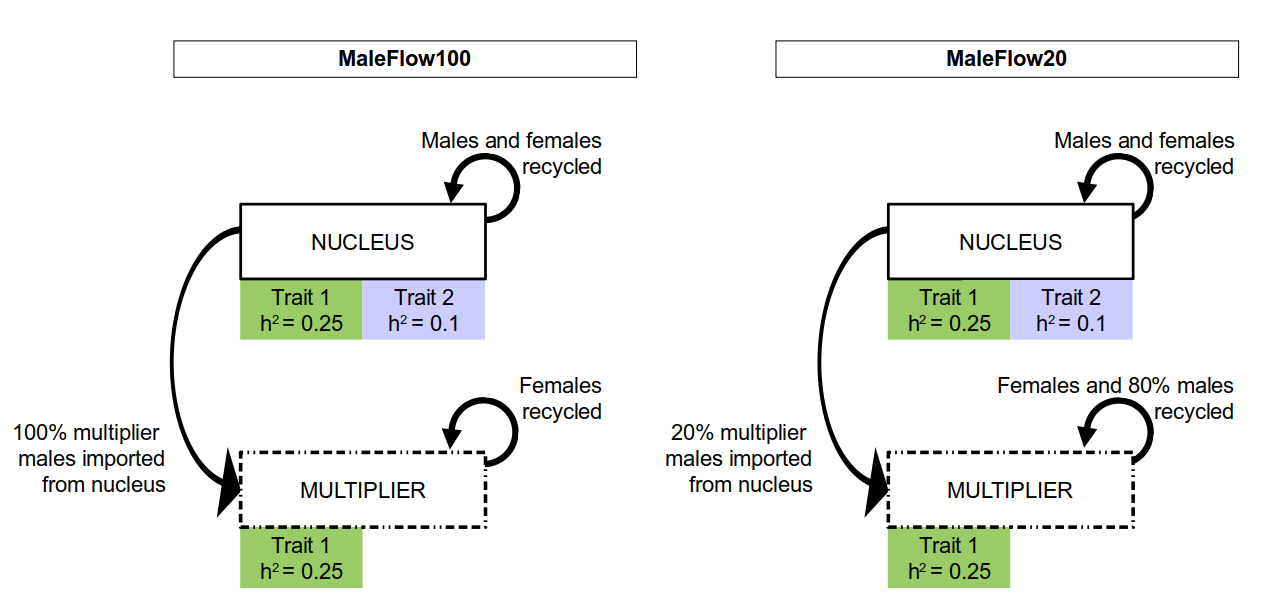 MaleFlow100
Males and females
recycled
NUCLEUS
Trait 1
h² = 0.25
Trait 2
h² = 0.1
Females
recycled
100% multiplier
males imported
from nucleus
MULTIPLIER
Trait 1
h² = 0.25
MaleFlow20
Males and females
recycled
NUCLEUS
Trait 1
h² = 0.25
Trait 2
h² = 0.1
Females and 80% males
recycled
20% multiplier
males imported
from nucleus
MULTIPLIER
Trait 1
h² = 0.25